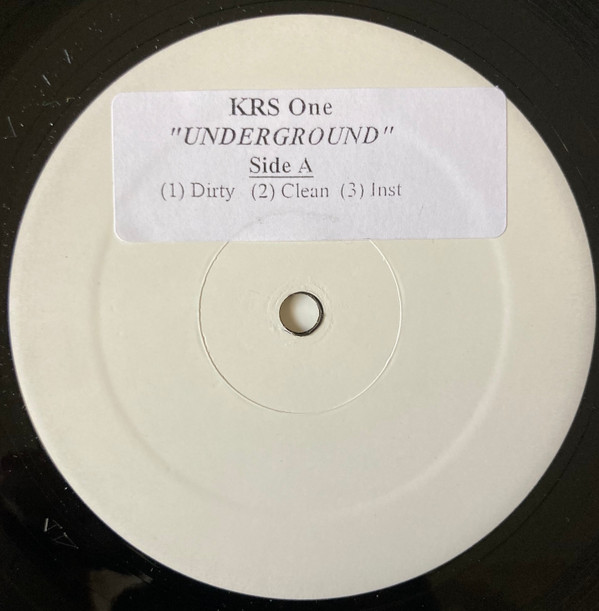 KRS One
"UNDERGROUND"
Side A
(1) Dirty (2) Clean (3) Inst